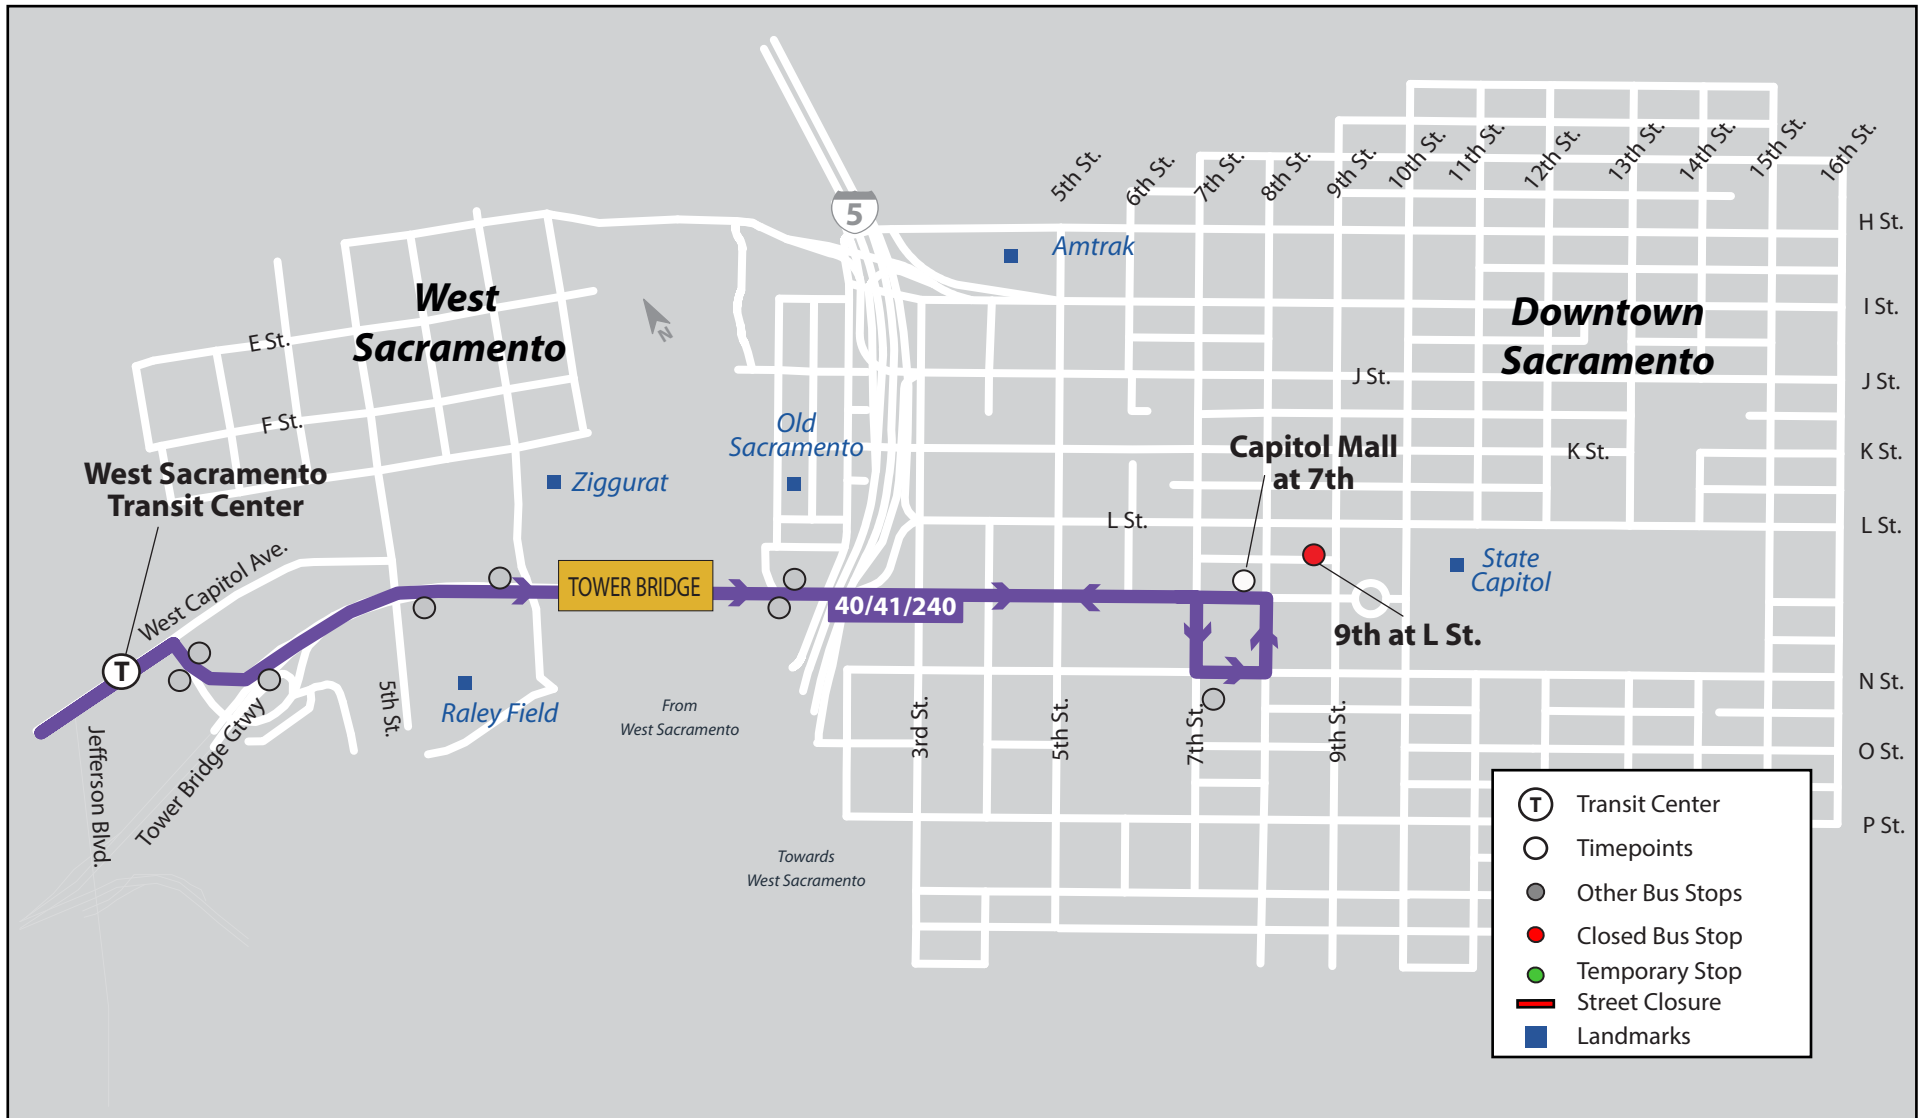 5th St.
6th St.
7th St.
8th St.
9th St.
10th St.
11th St.
12th St.
13th St.
14th St.
15th St.
16th St.
5
H St.
Amtrak
West
Sacramento
N
I St.
Downtown
Sacramento
E St.
J St.
J St.
F St.
Old
Sacramento
Capitol Mall
at 7th
K St.
K St.
West Sacramento
Transit Center
Ziggurat
L St.
L St.
West Capitol Ave.
TOWER BRIDGE
State
Capitol
40/41/240
9th at L St.
T
N St.
5th St.
Raley Field
From
West Sacramento
3rd St.
5th St.
7th St.
9th St.
Jefferson Blvd.
Tower Bridge Gtwy
O St.
P St.
Towards
West Sacramento
T Transit Center
Timepoints
Other Bus Stops
Closed Bus Stop
Temporary Stop
Street Closure
Landmarks